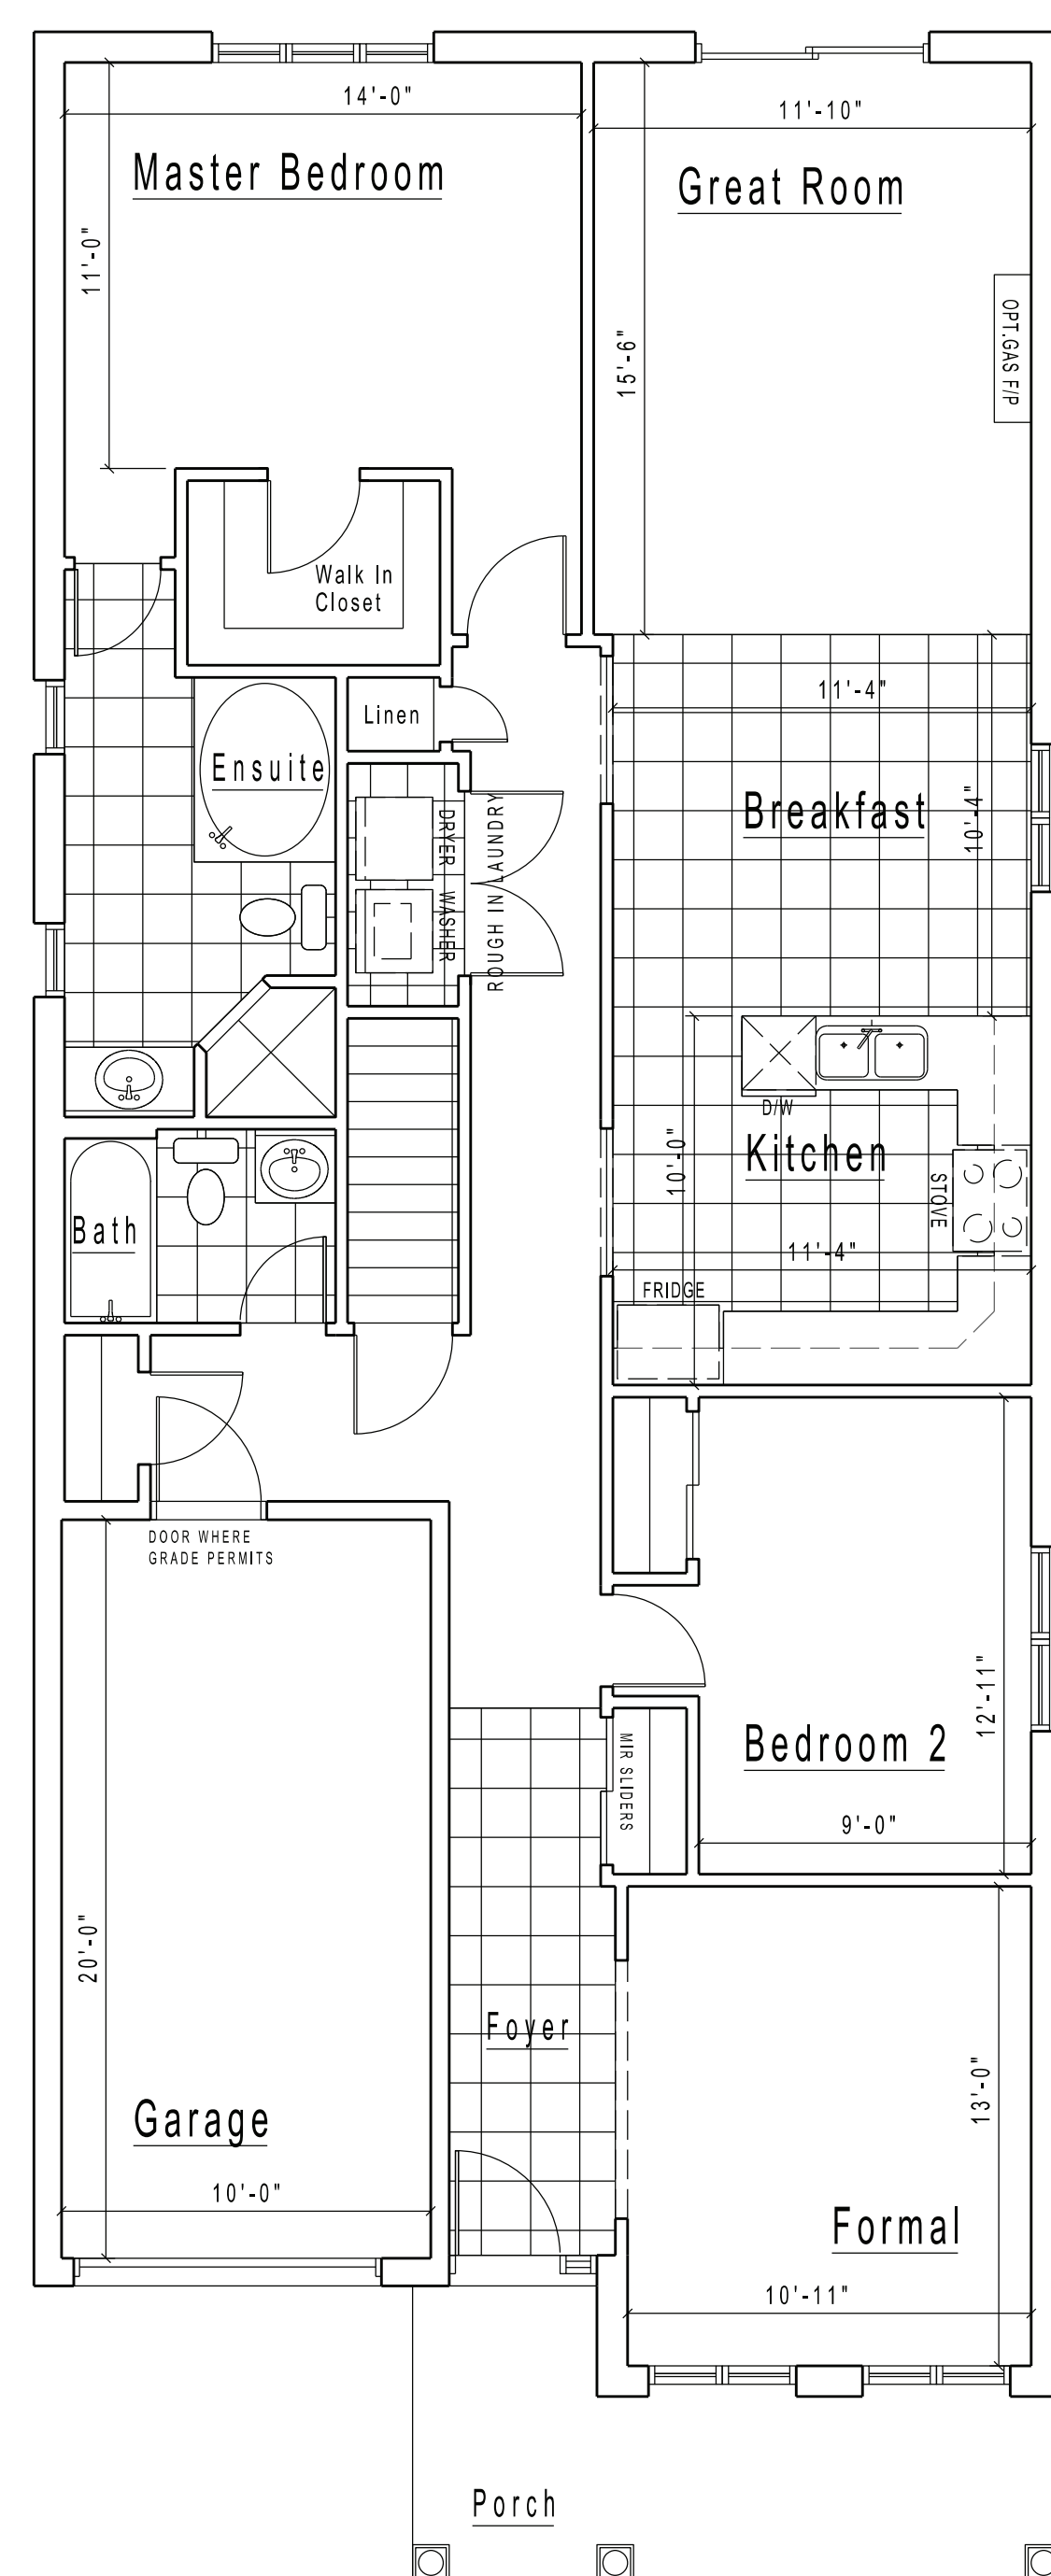 14'-0"
11'-10"
Master Bedroom
Great Room
11'-0"
15'-6"
OPT.GAS F/P
Walk In
Closet
11'-4"
Linen
Ensuite
Breakfast
10'-4"
DRYER
WASHER
ROUGH IN LAUNDRY
D/W
Kitchen
10'-0"
STOVE
Bath
11'-4"
FRIDGE
DOOR WHERE
GRADE PERMITS
12'-11"
Bedroom 2
MIR SLIDERS
9'-0"
20'-0"
Foyer
13'-0"
Garage
10'-0"
Formal
10'-11"
Porch